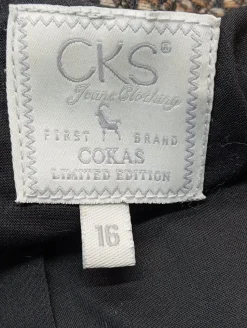 CKS®
Jeans Clothing
FIRST BRAND
COKAS
LIMITED EDITION
16